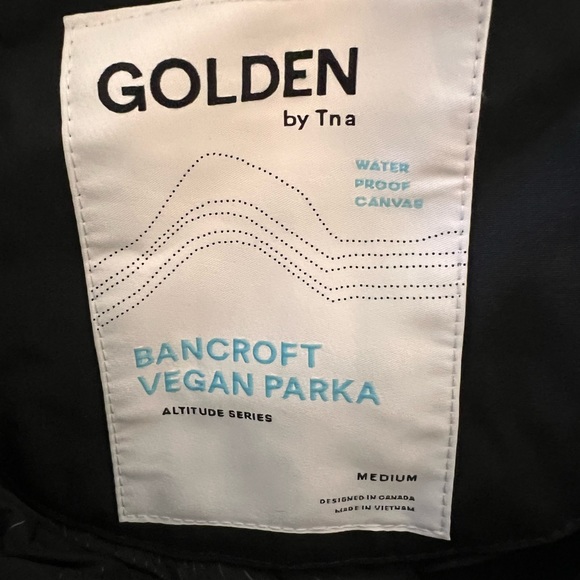 GOLDEN
by Tna
WATER
PROOF
CANVAS
BANCROFT
VEGAN PARKA
ALTITUDE SERIES
MEDIUM
DESIGNED IN CANADA
MADE IN VIETNAM